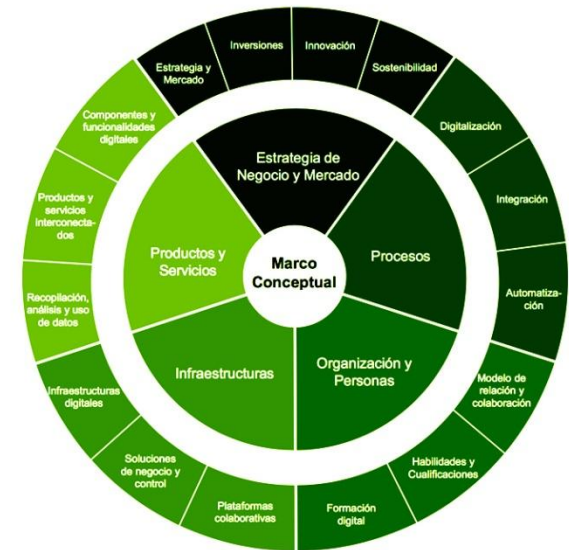 Inversiones
Innovación
Estrategia y
Mercado
Sostenibilidad
Componentes y
funcionalidades
digitales
Digitalización
Estrategia de
Negocio y Mercado
Productos y
servicios
interconecta-
dos
Integración
Productos y
Servicios
Marco
Conceptual
Procesos
Recopilación,
análisis y uso
de datos
Automatiza-
ción
Infraestructuras
Organización y
Personas
Infraestructuras
digitales
Modelo de
relación y
colaboración
Soluciones
de negocio y
control
Habilidades y
Cualificaciones
Plataformas
colaborativas
Formación
digital